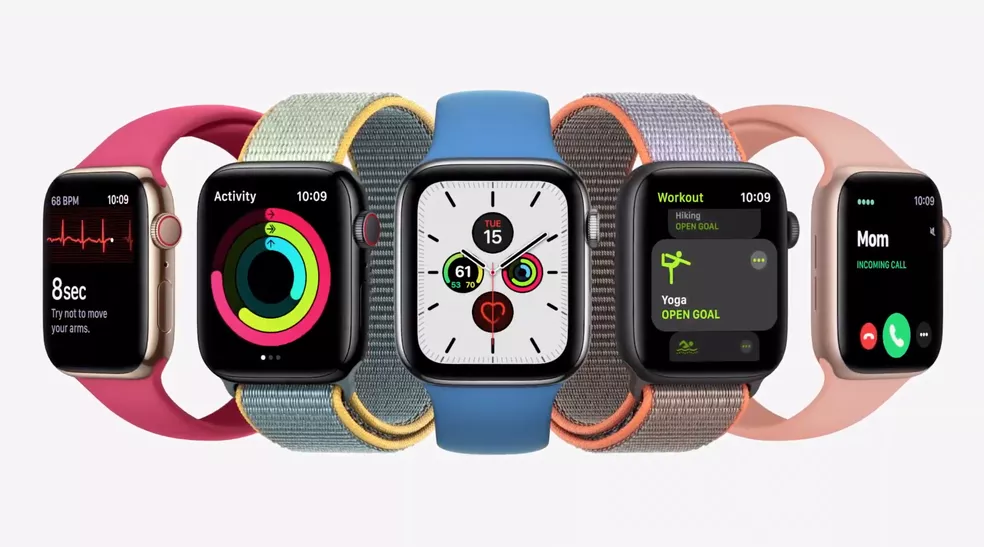 68 BPM 10:09
8sec
Try not to move
your arms.
Activity 10:09
TUE
15
61
53 70
Workout 10:09
Hiking
OPEN GOAL
Yoga
OPEN GOAL
10:09
Mom
INCOMING CALL